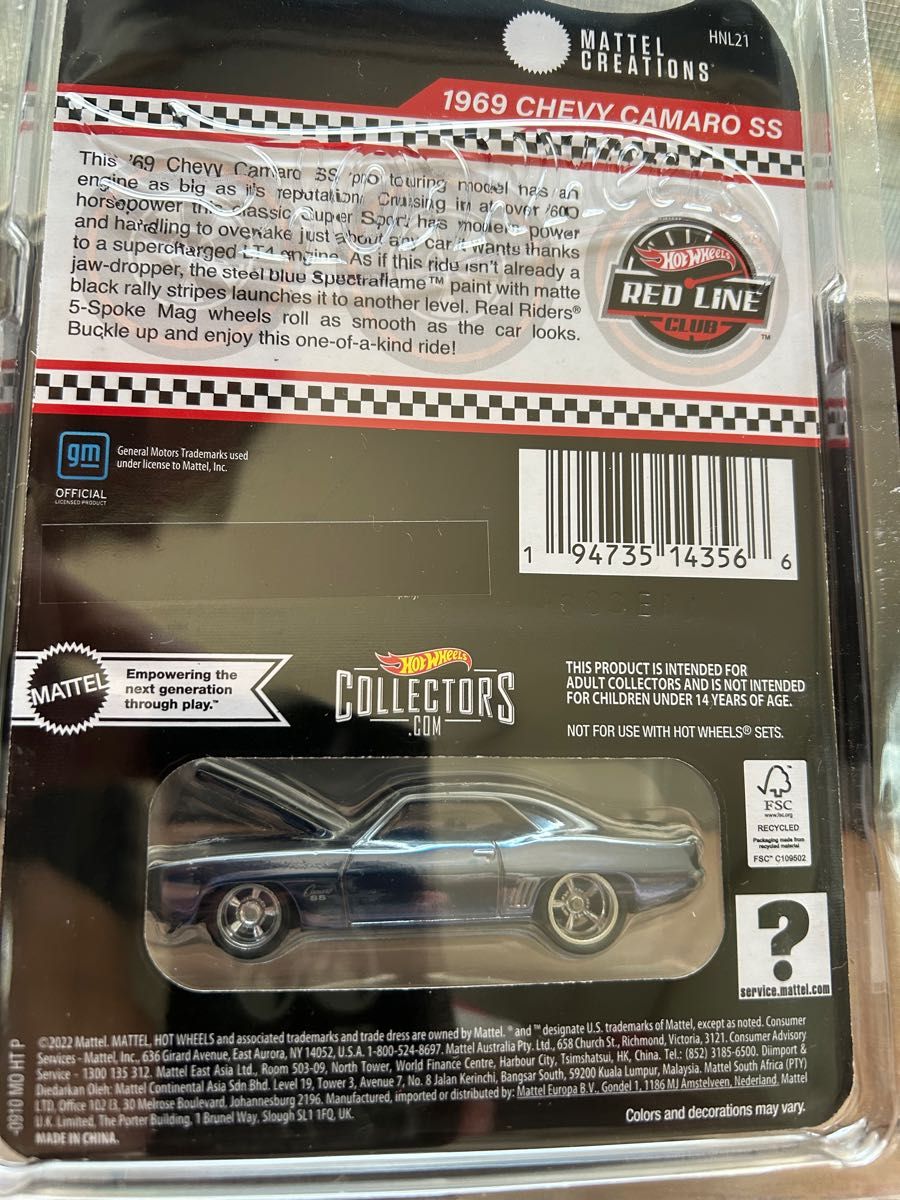 MATTEL
CREATIONS
HNL21
1969 CHEVY CAMARO SS
This '69 Chevy Camaro SS pro touring model has an
engine as big as it's reputation. Cruising in at over 600
horsepower this classic Super Sport has modern power
and handling to overtake just about any car it wants thanks
to a supercharged LT4 engine. As if this ride isn't already a
jaw-dropper, the steel blue Spectraflame™ paint with matte
black rally stripes launches it to another level. Real Riders®
5-Spoke Mag wheels roll as smooth as the car looks.
Buckle up and enjoy this one-of-a-kind ride!
HOT WHEELS
RED LINE
CLUB™
gm
OFFICIAL
LICENSED PRODUCT
General Motors Trademarks used
under license to Mattel, Inc.
1 94735 14356 6
MATTEL
Empowering the
next generation
through play.™
HOT WHEELS
COLLECTORS
.COM
THIS PRODUCT IS INTENDED FOR
ADULT COLLECTORS AND IS NOT INTENDED
FOR CHILDREN UNDER 14 YEARS OF AGE.
NOT FOR USE WITH HOT WHEELS® SETS.
FSC
www.fsc.org
RECYCLED
Packaging made from
recycled material
FSC™ C109502
Camaro
SS
?
service.mattel.com
-0910 MO HT P
©2022 Mattel. MATTEL, HOT WHEELS and associated trademarks and trade dress are owned by Mattel. ® and ™ designate U.S. trademarks of Mattel, except as noted. Consumer
Services - Mattel, Inc., 636 Girard Avenue, East Aurora, NY 14052, U.S.A. 1-800-524-8697. Mattel Australia Pty. Ltd., 658 Church St., Richmond, Victoria, 3121. Consumer Advisory
Service - 1300 135 312. Mattel East Asia Ltd., Room 503-09, North Tower, World Finance Centre, Harbour City, Tsimshatsui, HK, China. Tel.: (852) 3185-6500. Diimport &
Diedarkan Oleh: Mattel Continental Asia Sdn Bhd. Level 19, Tower 3, Avenue 7, No. 8 Jalan Kerinchi, Bangsar South, 59200 Kuala Lumpur, Malaysia. Mattel South Africa (PTY)
LTD, Office 102 I3, 30 Melrose Boulevard, Johannesburg 2196. Manufactured, imported or distributed by: Mattel Europa B.V., Gondel 1, 1186 MJ Amstelveen, Nederland. Mattel
U.K. Limited, The Porter Building, 1 Brunel Way, Slough SL1 1FQ, UK.
MADE IN CHINA.
Colors and decorations may vary.